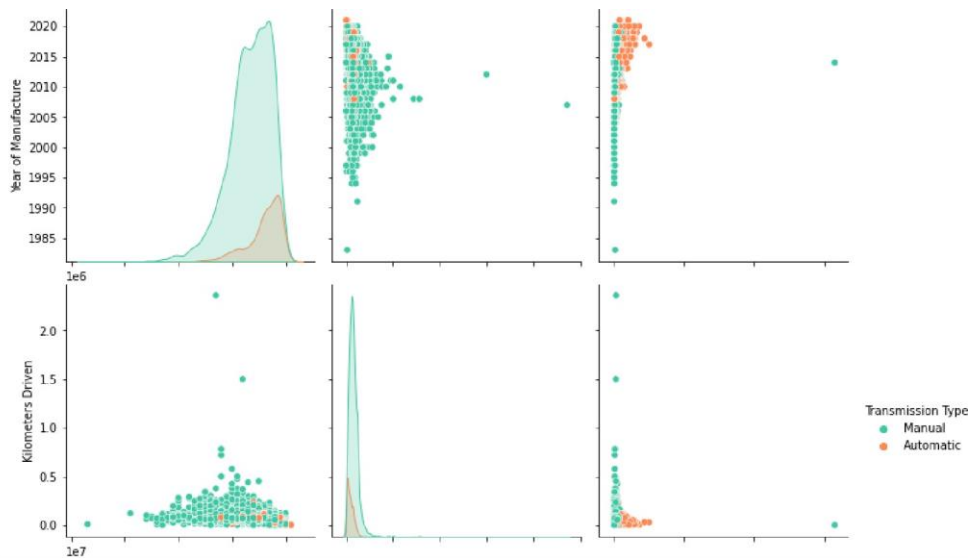 2020
2015
2010
2005
2000
1995
1990
1985
Year of Manufacture
1e6
2.0
1.5
1.0
0.5
0.0
Kilometers Driven
1e7
Transmission Type
Manual
Automatic